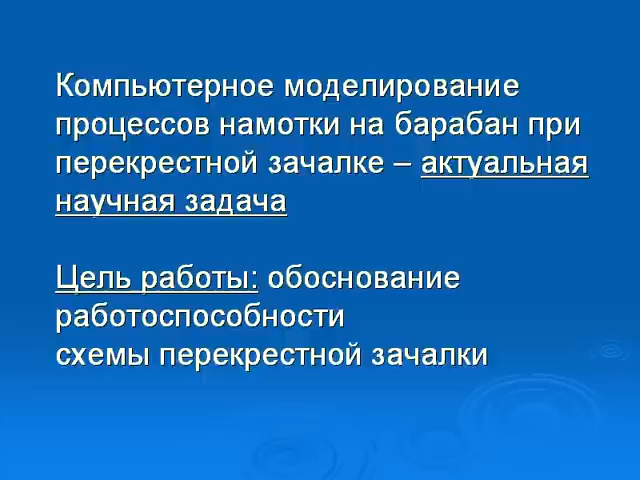 Компьютерное моделирование
процессов намотки на барабан при
перекрестной зачалке – актуальная
научная задача
Цель работы: обоснование
работоспособности
схемы перекрестной зачалки